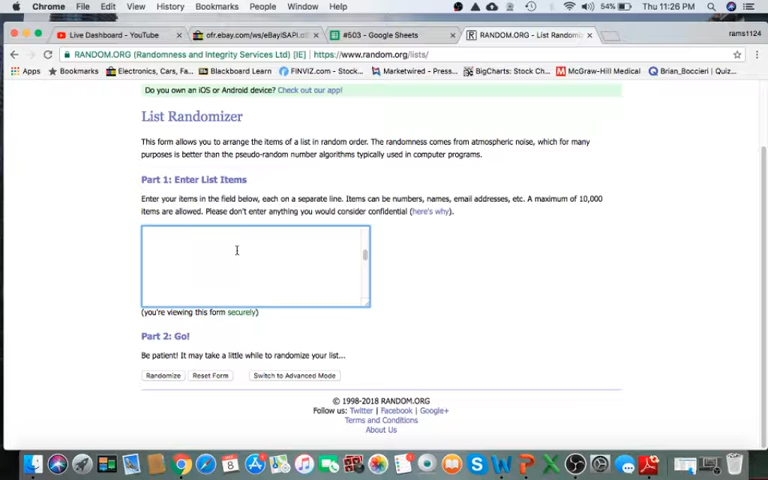 Chrome File Edit View History Bookmarks People Window Help 54% Thu 11:26 PM
Live Dashboard - YouTube ofr.ebay.com/ws/eBayISAPI.dll #503 - Google Sheets RANDOM.ORG - List Randomiz rams1124
RANDOM.ORG (Randomness and Integrity Services Ltd) [IE] https://www.random.org/lists/
Apps Bookmarks Electronics, Cars, Fa... Blackboard Learn FINVIZ.com - Stock... Marketwired - Press... BigCharts: Stock Ch... McGraw-Hill Medical Brian_Boccieri | Quiz...
Do you own an iOS or Android device? Check out our app!
List Randomizer
This form allows you to arrange the items of a list in random order. The randomness comes from atmospheric noise, which for many
purposes is better than the pseudo-random number algorithms typically used in computer programs.
Part 1: Enter List Items
Enter your items in the field below, each on a separate line. Items can be numbers, names, email addresses, etc. A maximum of 10,000
items are allowed. Please don't enter anything you would consider confidential (here's why).
(you're viewing this form securely)
Part 2: Go!
Be patient! It may take a little while to randomize your list...
Randomize Reset Form Switch to Advanced Mode
© 1998-2018 RANDOM.ORG
Follow us: Twitter | Facebook | Google+
Terms and Conditions
About Us